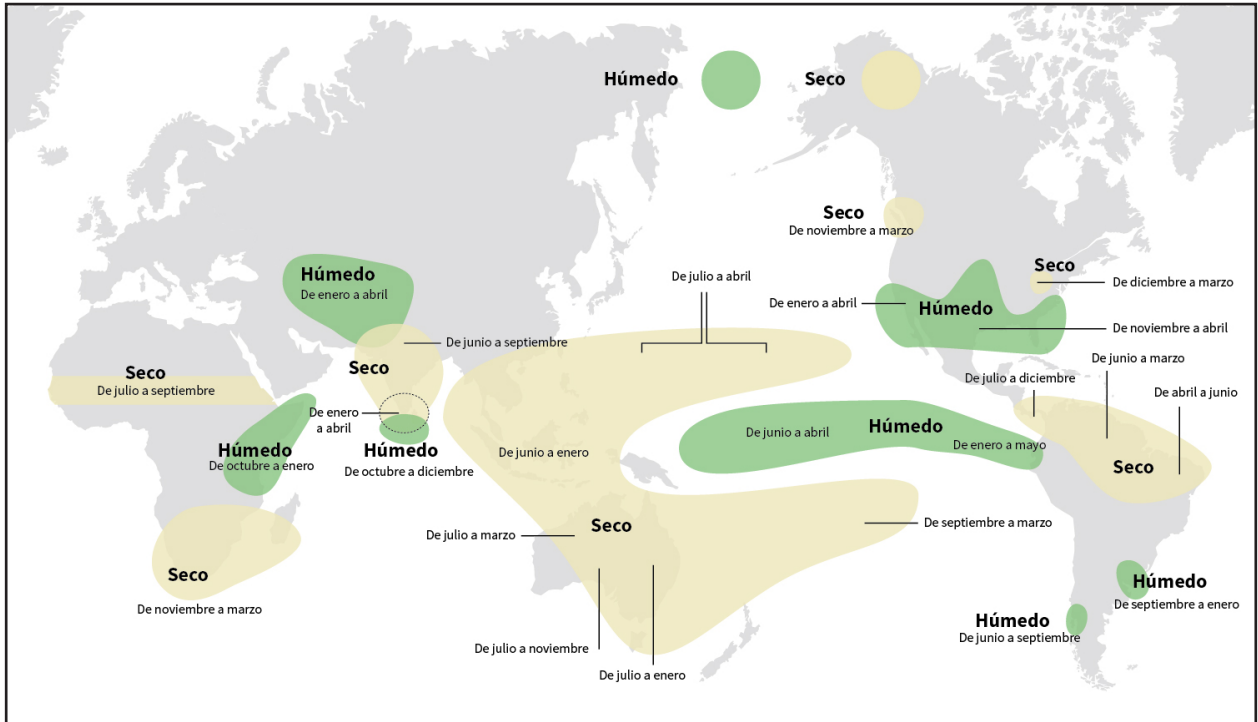 Húmedo
Seco
Seco
De noviembre a marzo
Seco
De diciembre a marzo
Húmedo
De enero a abril
De julio a abril
De enero a abril
Húmedo
De noviembre a abril
De junio a septiembre
Seco
Seco
De julio a septiembre
De junio a marzo
De julio a diciembre
De abril a junio
De enero
a abril
Húmedo
De octubre a enero
Húmedo
De octubre a diciembre
De junio a enero
De junio a abril
Húmedo
De enero a mayo
Seco
Seco
De julio a marzo
De septiembre a marzo
Seco
De noviembre a marzo
De julio a noviembre
De julio a enero
Húmedo
De septiembre a enero
Húmedo
De junio a septiembre